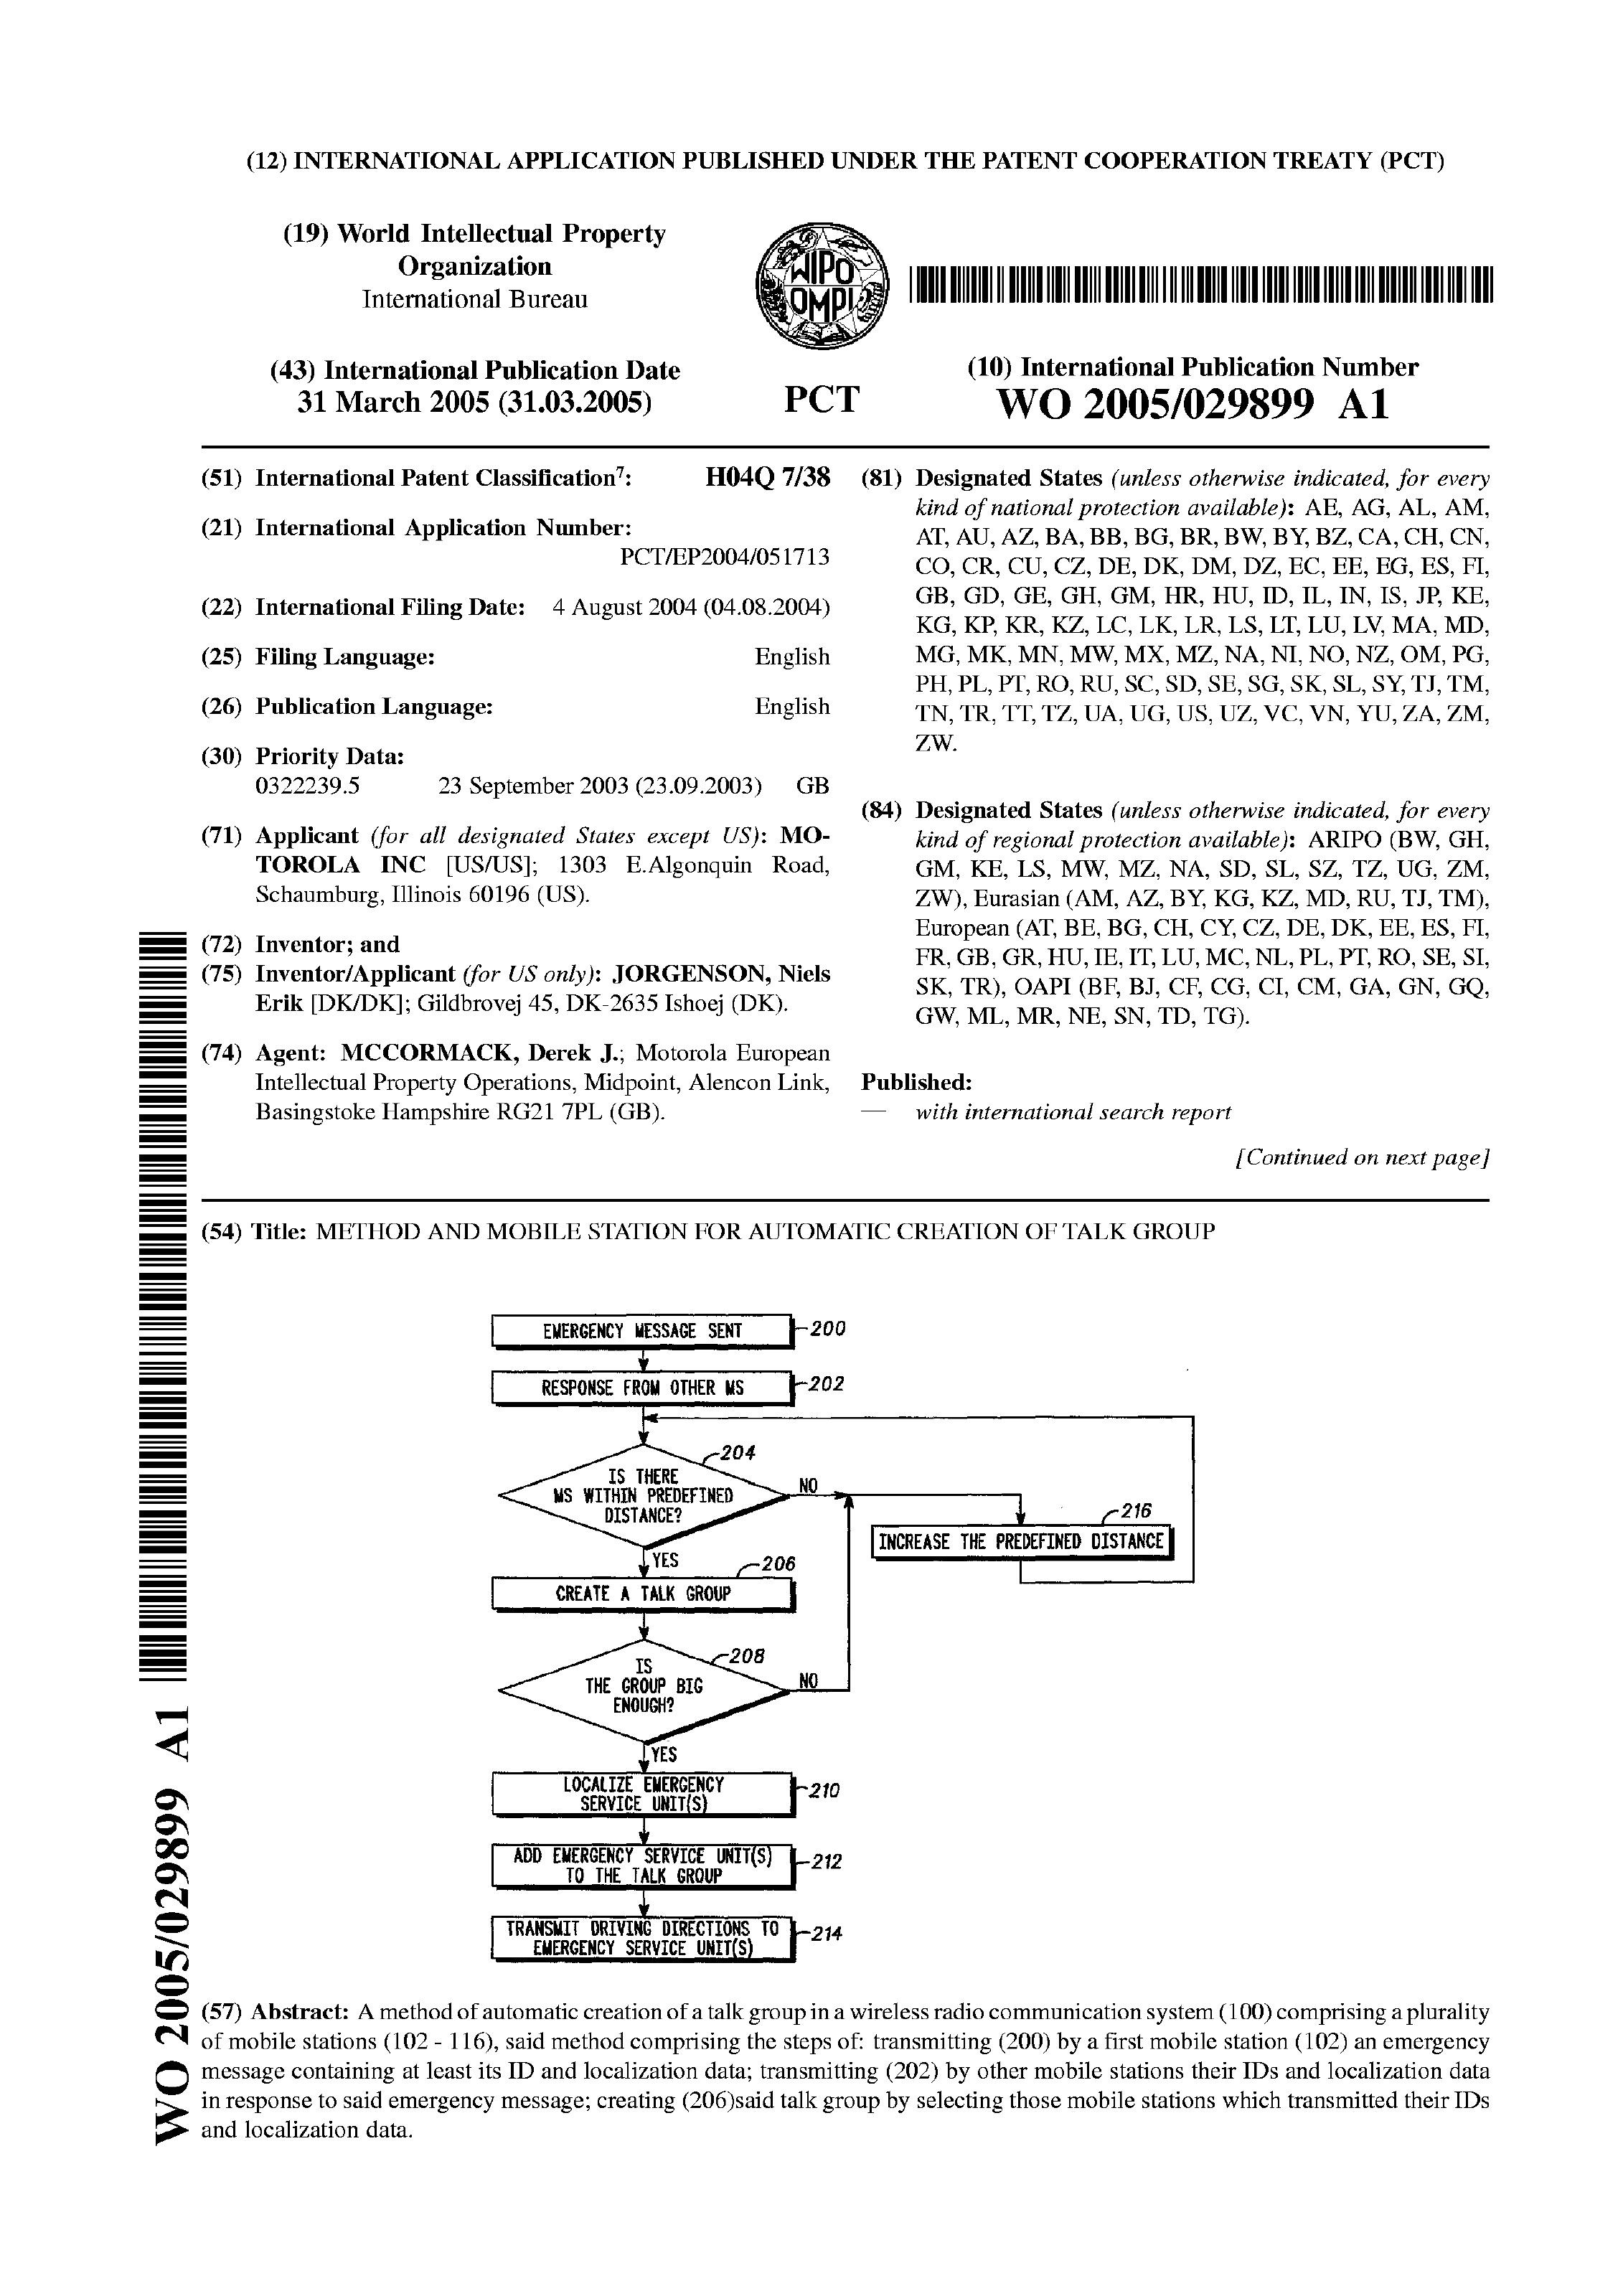 (12) INTERNATIONAL APPLICATION PUBLISHED UNDER THE PATENT COOPERATION TREATY (PCT)
(19) World Intellectual Property
Organization
International Bureau
WIPO
OMPI
(43) International Publication Date
31 March 2005 (31.03.2005)
PCT
(10) International Publication Number
WO 2005/029899 A1
(51) International Patent Classification7: H04Q 7/38
(21) International Application Number:
PCT/EP2004/051713
(22) International Filing Date: 4 August 2004 (04.08.2004)
(25) Filing Language: English
(26) Publication Language: English
(30) Priority Data:
0322239.5 23 September 2003 (23.09.2003) GB
(71) Applicant (for all designated States except US): MO-
TOROLA INC [US/US]; 1303 E.Algonquin Road,
Schaumburg, Illinois 60196 (US).
(72) Inventor; and
(75) Inventor/Applicant (for US only): JORGENSON, Niels
Erik [DK/DK]; Gildbrovej 45, DK-2635 Ishoej (DK).
(74) Agent: MCCORMACK, Derek J.; Motorola European
Intellectual Property Operations, Midpoint, Alencon Link,
Basingstoke Hampshire RG21 7PL (GB).
(81) Designated States (unless otherwise indicated, for every
kind of national protection available): AE, AG, AL, AM,
AT, AU, AZ, BA, BB, BG, BR, BW, BY, BZ, CA, CH, CN,
CO, CR, CU, CZ, DE, DK, DM, DZ, EC, EE, EG, ES, FI,
GB, GD, GE, GH, GM, HR, HU, ID, IL, IN, IS, JP, KE,
KG, KP, KR, KZ, LC, LK, LR, LS, LT, LU, LV, MA, MD,
MG, MK, MN, MW, MX, MZ, NA, NI, NO, NZ, OM, PG,
PH, PL, PT, RO, RU, SC, SD, SE, SG, SK, SL, SY, TJ, TM,
TN, TR, TT, TZ, UA, UG, US, UZ, VC, VN, YU, ZA, ZM,
ZW.
(84) Designated States (unless otherwise indicated, for every
kind of regional protection available): ARIPO (BW, GH,
GM, KE, LS, MW, MZ, NA, SD, SL, SZ, TZ, UG, ZM,
ZW), Eurasian (AM, AZ, BY, KG, KZ, MD, RU, TJ, TM),
European (AT, BE, BG, CH, CY, CZ, DE, DK, EE, ES, FI,
FR, GB, GR, HU, IE, IT, LU, MC, NL, PL, PT, RO, SE, SI,
SK, TR), OAPI (BF, BJ, CF, CG, CI, CM, GA, GN, GQ,
GW, ML, MR, NE, SN, TD, TG).
Published:
— with international search report
[Continued on next page]
(54) Title: METHOD AND MOBILE STATION FOR AUTOMATIC CREATION OF TALK GROUP
EMERGENCY MESSAGE SENT 200
RESPONSE FROM OTHER MS 202
204
IS THERE
MS WITHIN PREDEFINED
DISTANCE?
NO
216
INCREASE THE PREDEFINED DISTANCE
YES
206
CREATE A TALK GROUP
208
IS
THE GROUP BIG
ENOUGH?
NO
YES
LOCALIZE EMERGENCY
SERVICE UNIT(S)
210
ADD EMERGENCY SERVICE UNIT(S)
TO THE TALK GROUP
212
TRANSMIT DRIVING DIRECTIONS TO
EMERGENCY SERVICE UNIT(S)
214
(57) Abstract: A method of automatic creation of a talk group in a wireless radio communication system (100) comprising a plurality
of mobile stations (102 - 116), said method comprising the steps of: transmitting (200) by a first mobile station (102) an emergency
message containing at least its ID and localization data; transmitting (202) by other mobile stations their IDs and localization data
in response to said emergency message; creating (206)said talk group by selecting those mobile stations which transmitted their IDs
and localization data.
WO 2005/029899 A1